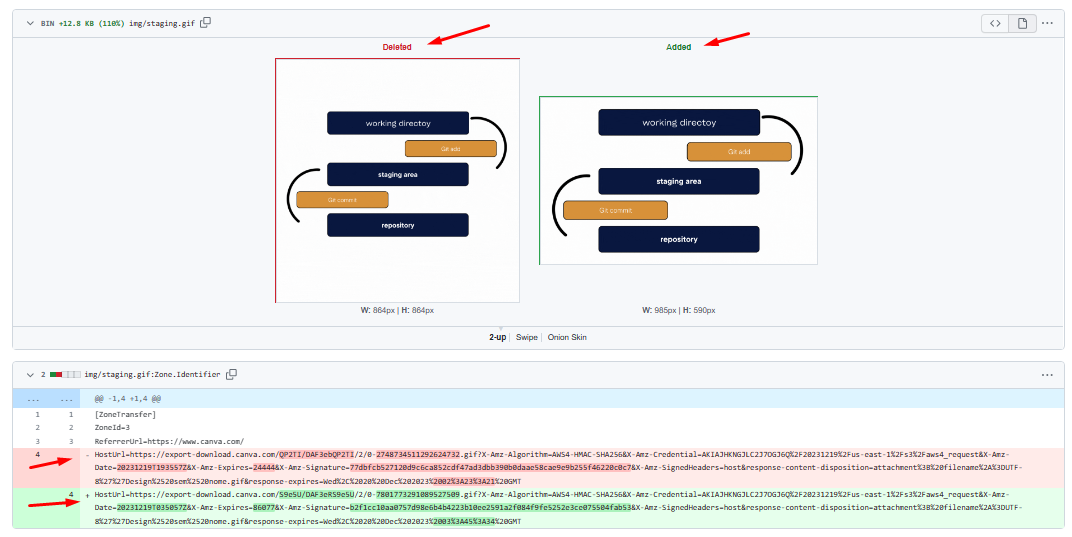 BIN +12.8 KB (110%) img/staging.gif
Deleted
Added
working directoy
Git add
staging area
Git commit
repository
working directoy
Git add
staging area
Git commit
repository
W: 864px | H: 864px
W: 985px | H: 590px
2-up | Swipe | Onion Skin
2 img/staging.gif:Zone.Identifier
... ... @@ -1,4 +1,4 @@
1 1 [ZoneTransfer]
2 2 ZoneId=3
3 3 ReferrerUrl=https://www.canva.com/
4 - HostUrl=https://export-download.canva.com/QP2TI/DAF3ebQP2TI/2/0-2748734511292624732.gif?X-Amz-Algorithm=AWS4-HMAC-SHA256&X-Amz-Credential=AKIAJHKNGJLC2J7OGJ6Q%2F20231219%2Fus-east-1%2Fs3%2Faws4_request&X-Amz-
Date=20231219T193557Z&X-Amz-Expires=24444&X-Amz-Signature=77dbfcb527120d9c6ca852cdf47ad3dbb390b0daae58cae9e9b255f46220c0c7&X-Amz-SignedHeaders=host&response-content-disposition=attachment%3B%20filename%2A%3DUTF-
8%27%27Design%2520sem%2520nome.gif&response-expires=Wed%2C%2020%20Dec%202023%2002%3A23%3A21%20GMT
4 + HostUrl=https://export-download.canva.com/S9eSU/DAF3eRS9eSU/2/0-7801773291089527509.gif?X-Amz-Algorithm=AWS4-HMAC-SHA256&X-Amz-Credential=AKIAJHKNGJLC2J7OGJ6Q%2F20231219%2Fus-east-1%2Fs3%2Faws4_request&X-Amz-
Date=20231219T035057Z&X-Amz-Expires=86077&X-Amz-Signature=b2f1cc10aa0757d98e6b4b4223b10ee2591a2f084f9fe5252e3ce075504fab53&X-Amz-SignedHeaders=host&response-content-disposition=attachment%3B%20filename%2A%3DUTF-
8%27%27Design%2520sem%2520nome.gif&response-expires=Wed%2C%2020%20Dec%202023%2003%3A45%3A34%20GMT